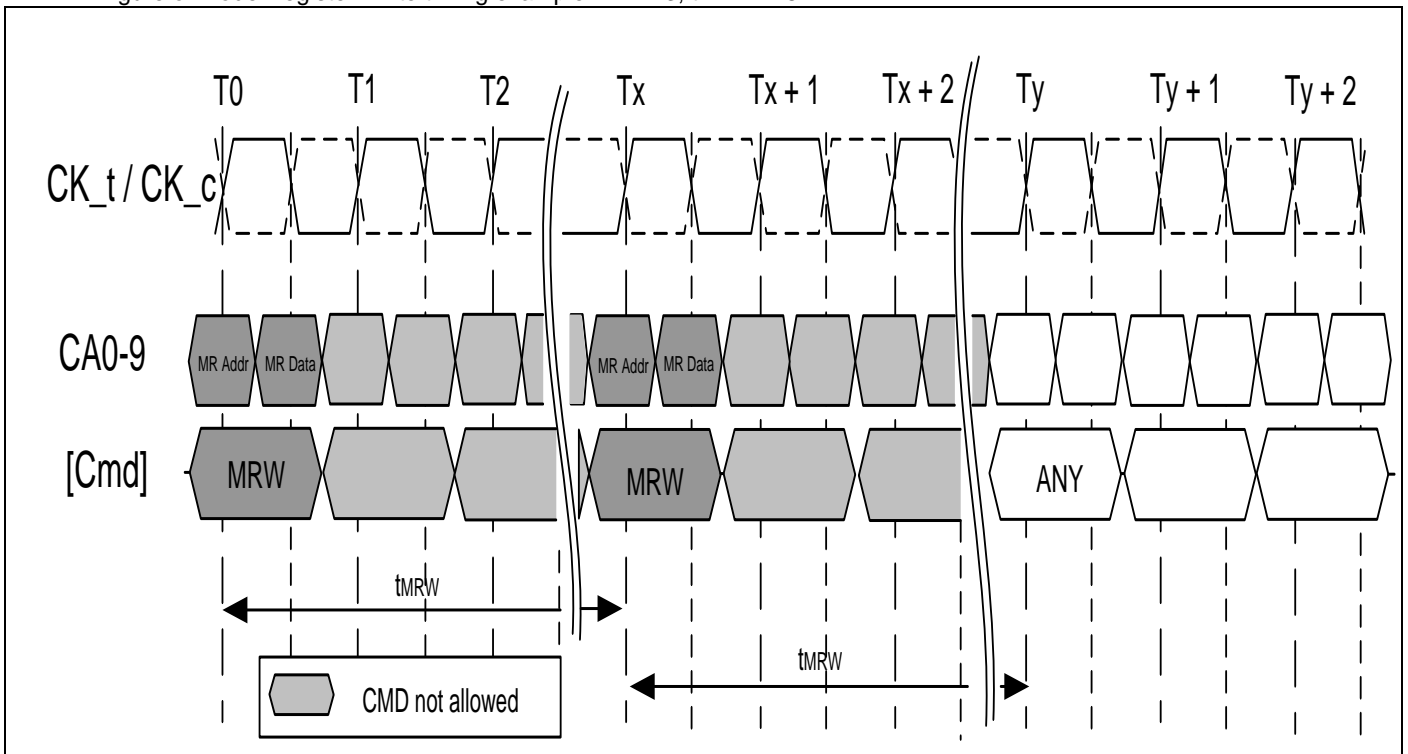 T0 T1 T2 Tx Tx + 1 Tx + 2 Ty Ty + 1 Ty + 2
CK_t / CK_c
CA0-9 MR Addr MR Data MR Addr MR Data
[Cmd] MRW MRW ANY
tMRW
tMRW
CMD not allowed